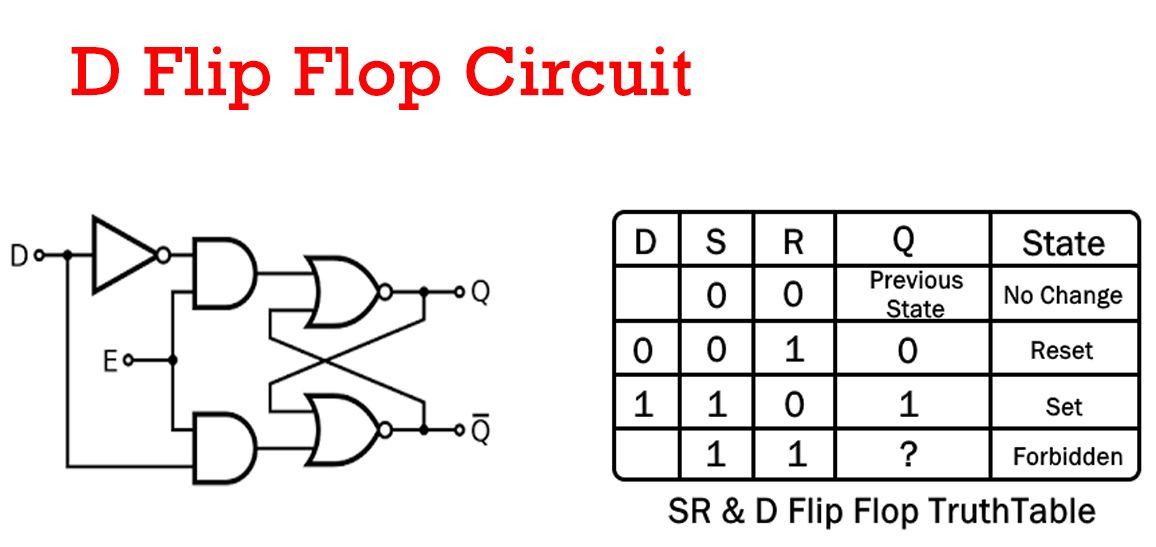 D Flip Flop Circuit
D
E
Q
Q̅
D S R Q State
0 0 Previous State No Change
0 0 1 0 Reset
1 1 0 1 Set
1 1 ? Forbidden
SR & D Flip Flop TruthTable